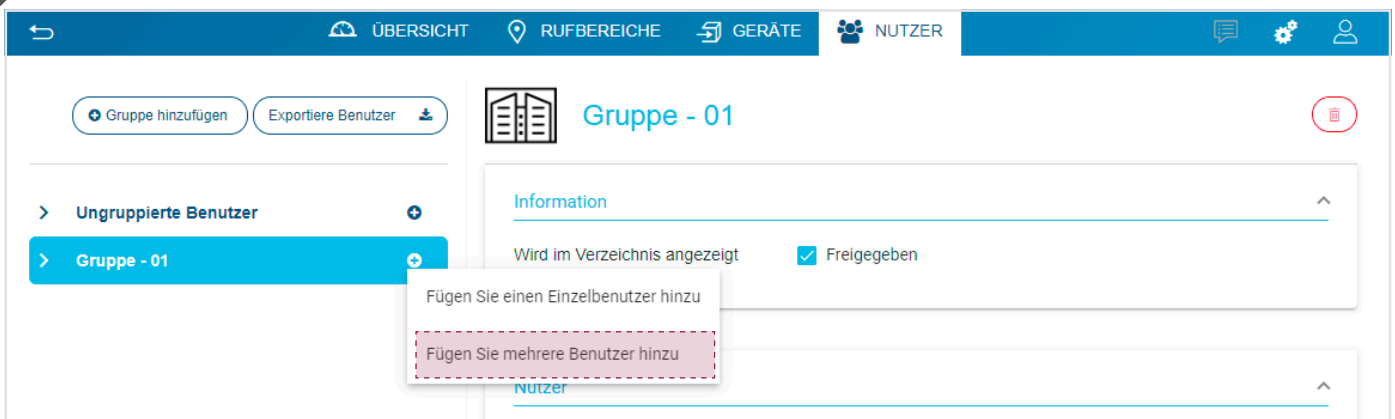 ÜBERSICHT
RUFBEREICHE
GERÄTE
NUTZER
Gruppe hinzufügen
Exportiere Benutzer
Ungruppierte Benutzer
Gruppe - 01
Gruppe - 01
Information
Wird im Verzeichnis angezeigt
Freigegeben
Fügen Sie einen Einzelbenutzer hinzu
Fügen Sie mehrere Benutzer hinzu
Nutzer